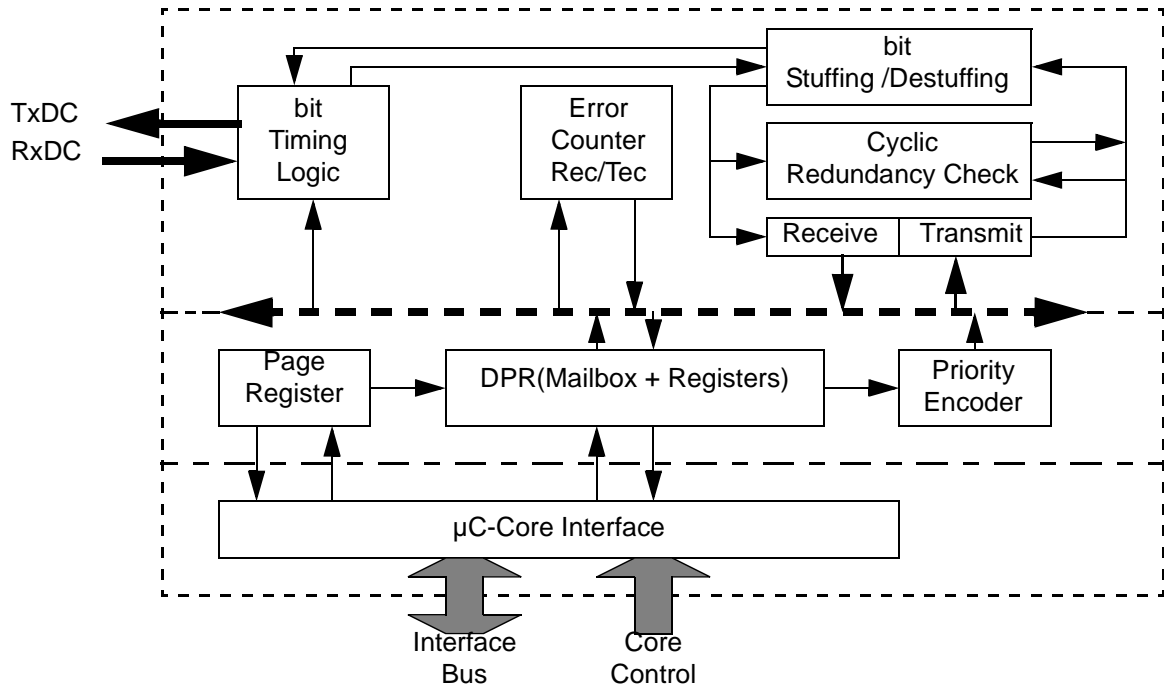 TxDC
RxDC
bit
Timing
Logic
Error
Counter
Rec/Tec
bit
Stuffing /Destuffing
Cyclic
Redundancy Check
Receive
Transmit
Page
Register
DPR(Mailbox + Registers)
Priority
Encoder
µC-Core Interface
Interface
Bus
Core
Control